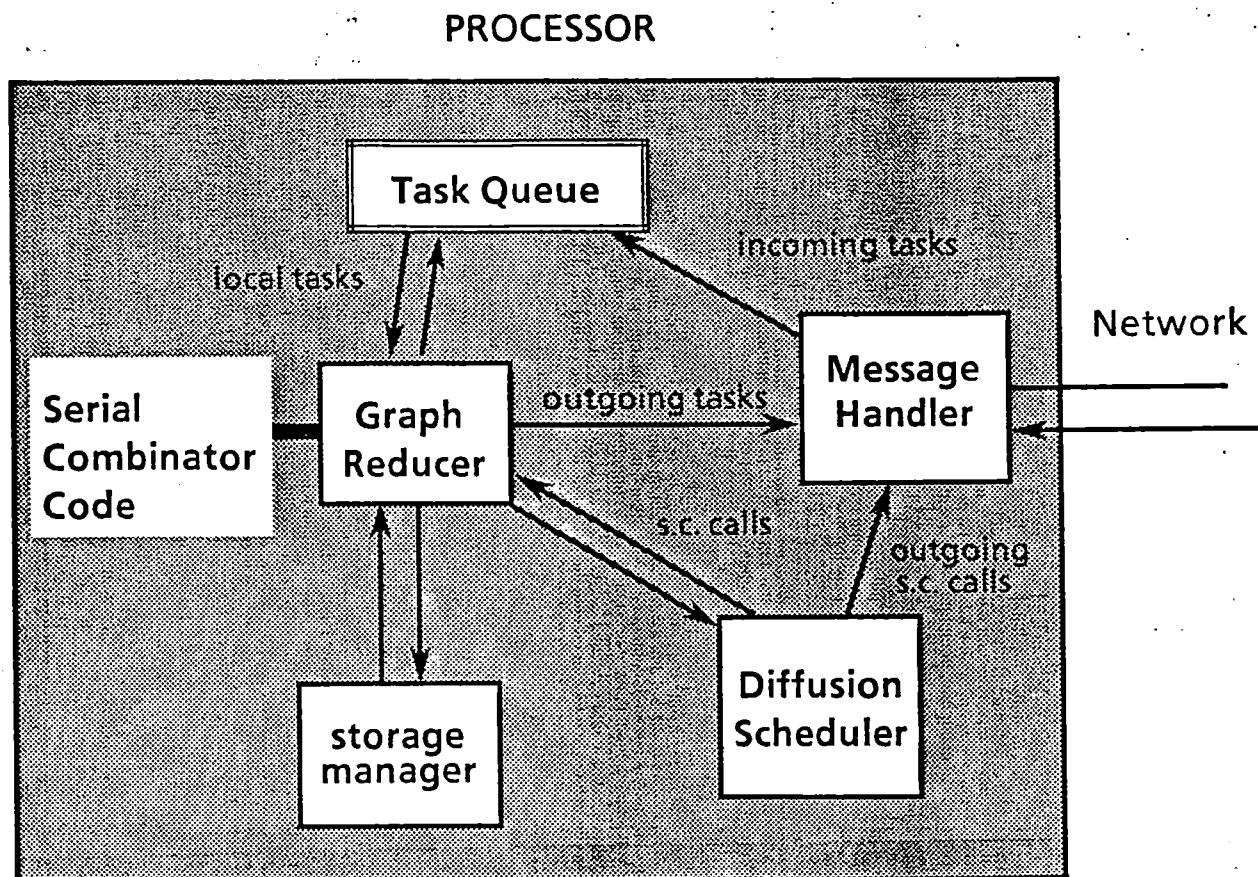 PROCESSOR
Task Queue
incoming tasks
local tasks
Network
Message
Handler
Serial
Combinator
Code
Graph
Reducer
outgoing tasks
s.c. calls
outgoing
s.c. calls
Diffusion
Scheduler
storage
manager